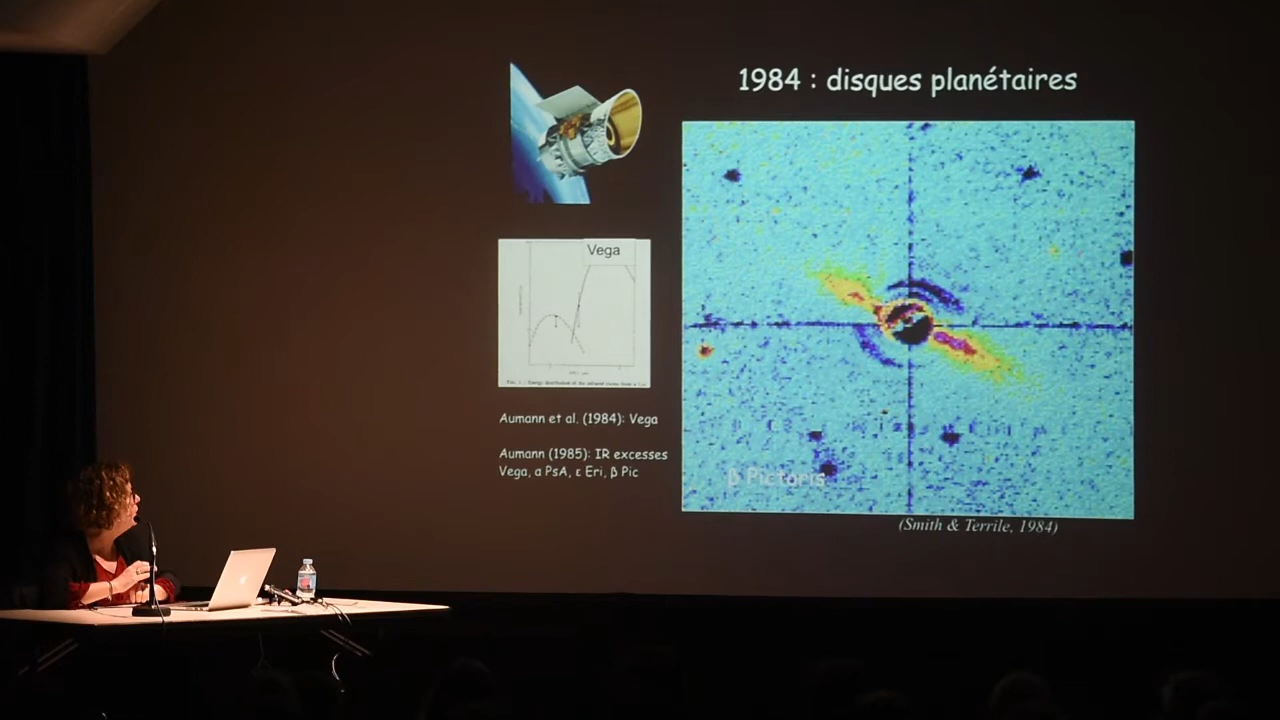 1984 : disques planétaires
Vega
Aumann et al. (1984): Vega
Aumann (1985): IR excesses
Vega, α PsA, ε Eri, β Pic
β Pictoris
(Smith & Terrile, 1984)